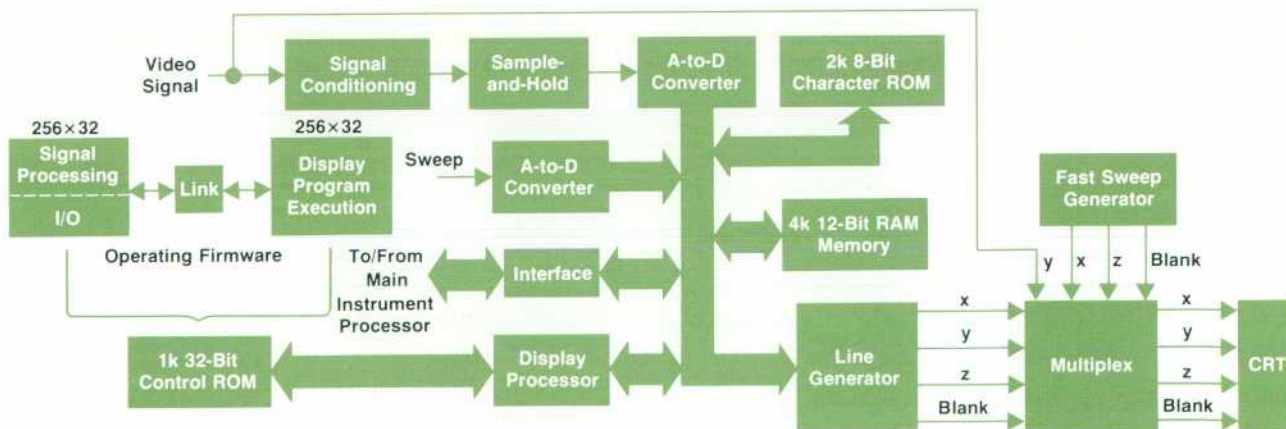 Video
Signal
Signal
Conditioning
Sample-
and-Hold
A-to-D
Converter
2k 8-Bit
Character ROM
256×32
Signal
Processing
I/O
Link
256×32
Display
Program
Execution
Operating Firmware
Sweep
A-to-D
Converter
4k 12-Bit RAM
Memory
Fast Sweep
Generator
y
x
z
Blank
To/From
Main
Instrument
Processor
Interface
1k 32-Bit
Control ROM
Display
Processor
Line
Generator
x
y
z
Blank
Multiplex
x
y
z
Blank
CRT